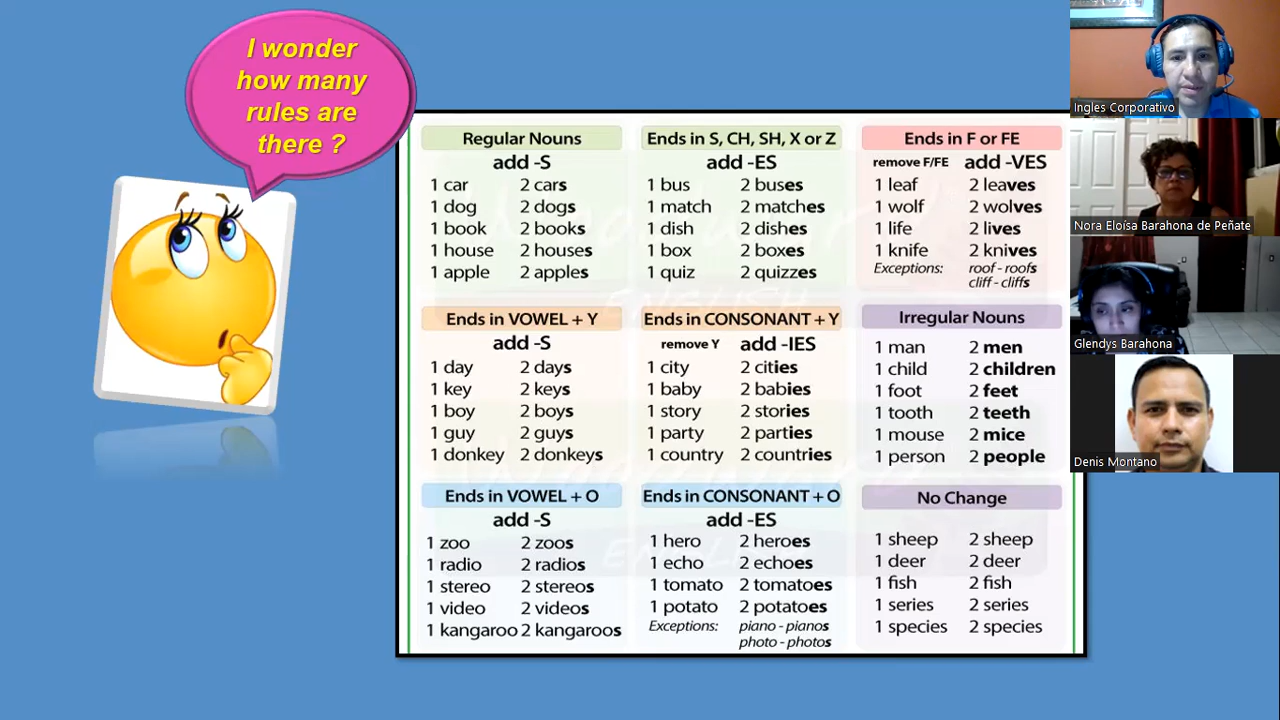 I wonder
how many
rules are
there ?
Regular Nouns
add -S
1 car 2 cars
1 dog 2 dogs
1 book 2 books
1 house 2 houses
1 apple 2 apples
Ends in S, CH, SH, X or Z
add -ES
1 bus 2 buses
1 match 2 matches
1 dish 2 dishes
1 box 2 boxes
1 quiz 2 quizzes
Ends in F or FE
remove F/FE add -VES
1 leaf 2 leaves
1 wolf 2 wolves
1 life 2 lives
1 knife 2 knives
Exceptions: roof - roofs
cliff - cliffs
Ends in VOWEL + Y
add -S
1 day 2 days
1 key 2 keys
1 boy 2 boys
1 guy 2 guys
1 donkey 2 donkeys
Ends in CONSONANT + Y
remove Y add -IES
1 city 2 cities
1 baby 2 babies
1 story 2 stories
1 party 2 parties
1 country 2 countries
Irregular Nouns
1 man 2 men
1 child 2 children
1 foot 2 feet
1 tooth 2 teeth
1 mouse 2 mice
1 person 2 people
Ends in VOWEL + O
add -S
1 zoo 2 zoos
1 radio 2 radios
1 stereo 2 stereos
1 video 2 videos
1 kangaroo 2 kangaroos
Ends in CONSONANT + O
add -ES
1 hero 2 heroes
1 echo 2 echoes
1 tomato 2 tomatoes
1 potato 2 potatoes
Exceptions: piano - pianos
photo - photos
No Change
1 sheep 2 sheep
1 deer 2 deer
1 fish 2 fish
1 series 2 series
1 species 2 species
Ingles Corporativo
Nora Eloísa Barahona de Peñate
Glendys Barahona
Denis Montano